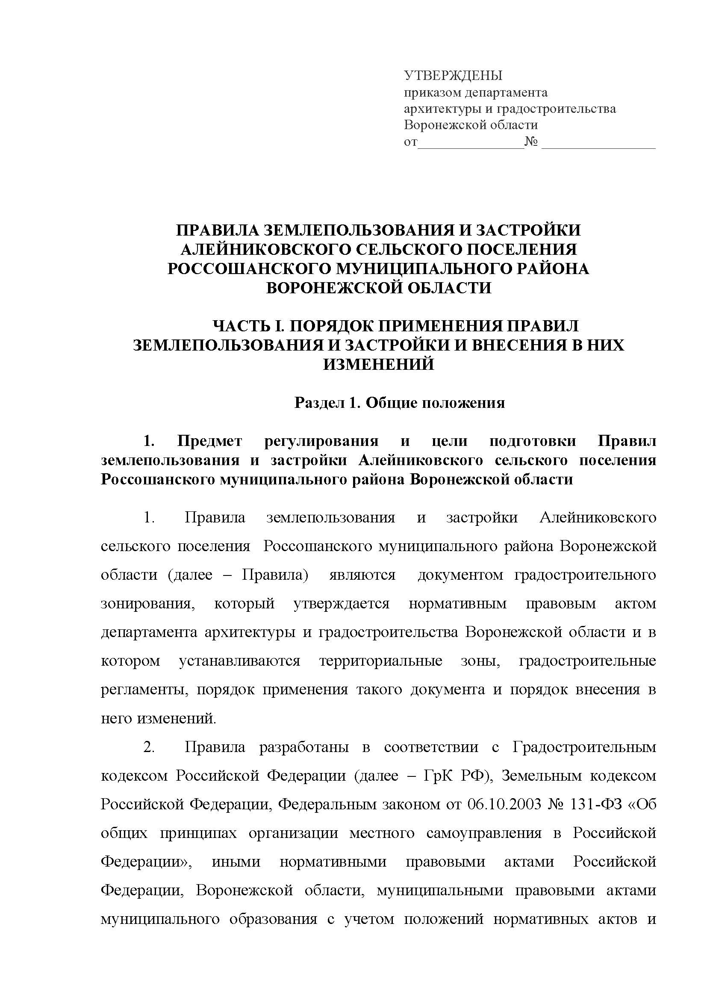 УТВЕРЖДЕНЫ
приказом департамента
архитектуры и градостроительства
Воронежской области
от_______________№ ________________
ПРАВИЛА ЗЕМЛЕПОЛЬЗОВАНИЯ И ЗАСТРОЙКИ
АЛЕЙНИКОВСКОГО СЕЛЬСКОГО ПОСЕЛЕНИЯ
РОССОШАНСКОГО МУНИЦИПАЛЬНОГО РАЙОНА
ВОРОНЕЖСКОЙ ОБЛАСТИ
ЧАСТЬ I. ПОРЯДОК ПРИМЕНЕНИЯ ПРАВИЛ
ЗЕМЛЕПОЛЬЗОВАНИЯ И ЗАСТРОЙКИ И ВНЕСЕНИЯ В НИХ
ИЗМЕНЕНИЙ
Раздел 1. Общие положения
1. Предмет регулирования и цели подготовки Правил
землепользования и застройки Алейниковского сельского поселения
Россошанского муниципального района Воронежской области
1. Правила землепользования и застройки Алейниковского
сельского поселения Россошанского муниципального района Воронежской
области (далее – Правила) являются документом градостроительного
зонирования, который утверждается нормативным правовым актом
департамента архитектуры и градостроительства Воронежской области и в
котором устанавливаются территориальные зоны, градостроительные
регламенты, порядок применения такого документа и порядок внесения в
него изменений.
2. Правила разработаны в соответствии с Градостроительным
кодексом Российской Федерации (далее – ГрК РФ), Земельным кодексом
Российской Федерации, Федеральным законом от 06.10.2003 № 131-ФЗ «Об
общих принципах организации местного самоуправления в Российской
Федерации», иными нормативными правовыми актами Российской
Федерации, Воронежской области, муниципальными правовыми актами
муниципального образования с учетом положений нормативных актов и